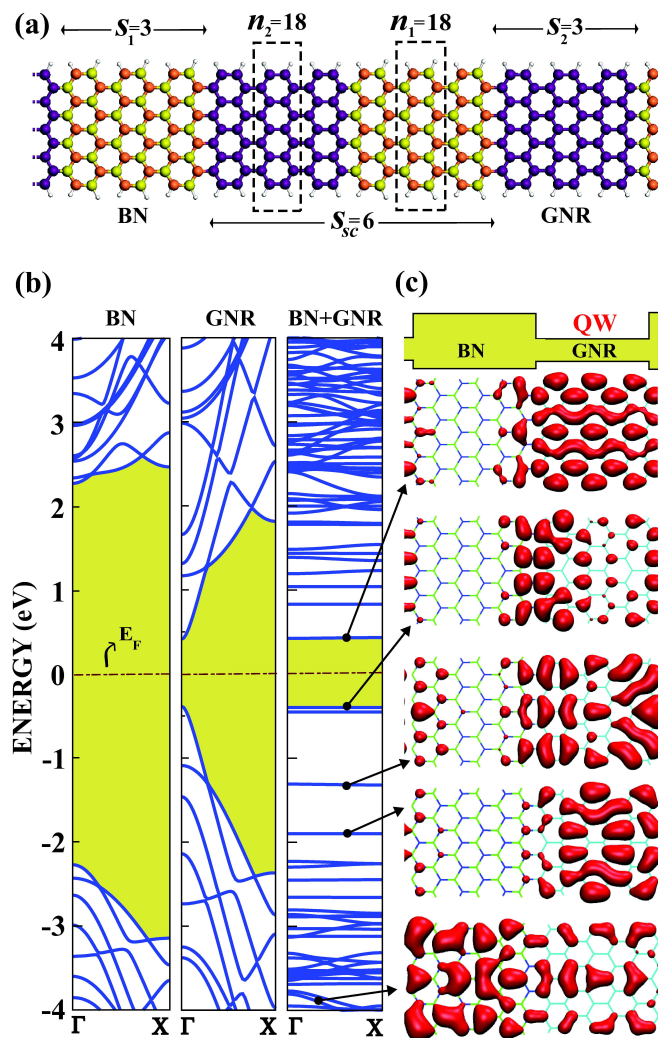 (a)
S1=3
n2=18
n1=18
S2=3
BN
Ssc=6
GNR
(b)
(c)
BN
GNR
BN+GNR
QW
BN
GNR
ENERGY (eV)
4
3
2
1
0
-1
-2
-3
-4
EF
Γ
X
Γ
X
Γ
X